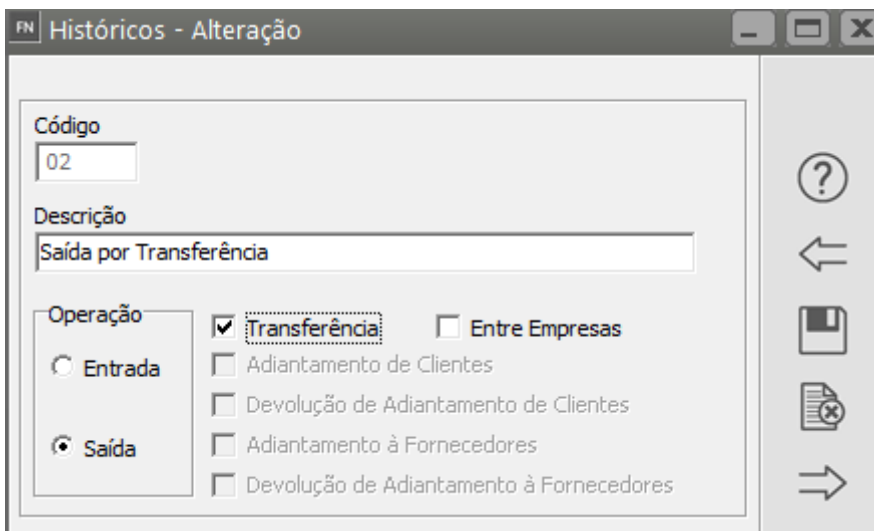 FN Históricos - Alteração
Código
02
Descrição
Saída por Transferência
Operação
Transferência Entre Empresas
Entrada
Adiantamento de Clientes
Devolução de Adiantamento de Clientes
Saída
Adiantamento à Fornecedores
Devolução de Adiantamento à Fornecedores